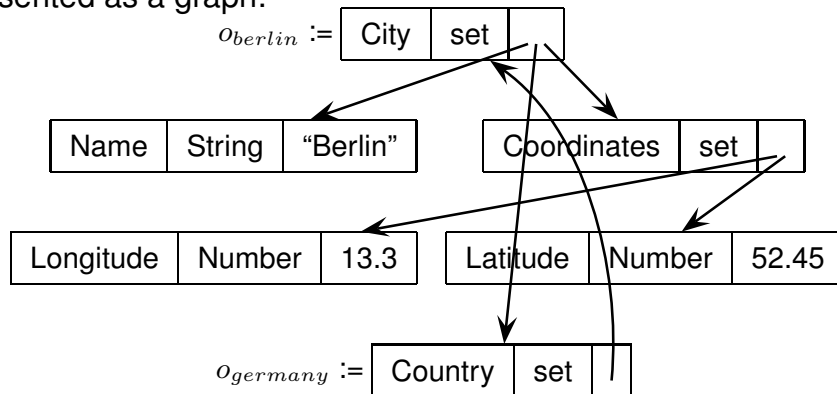 sented as a graph:
o_berlin := City set
Name String “Berlin” Coordinates set
Longitude Number 13.3 Latitude Number 52.45
o_germany := Country set